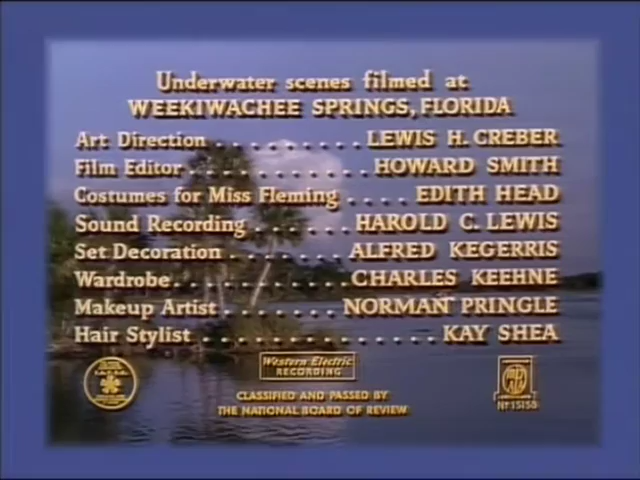 Underwater scenes filmed at
WEEKIWACHEE SPRINGS, FLORIDA
Art Direction . . . . . . . . . LEWIS H. CREBER
Film Editor . . . . . . . . . . . HOWARD SMITH
Costumes for Miss Fleming . . . . . EDITH HEAD
Sound Recording . . . . . . . HAROLD C. LEWIS
Set Decoration . . . . . . . . ALFRED KEGERRIS
Wardrobe . . . . . . . . . . . CHARLES KEEHNE
Makeup Artist . . . . . . . . NORMAN PRINGLE
Hair Stylist . . . . . . . . . . . . . . . KAY SHEA
Western Electric
RECORDING
CLASSIFIED AND PASSED BY
THE NATIONAL BOARD OF REVIEW
Nº 15158